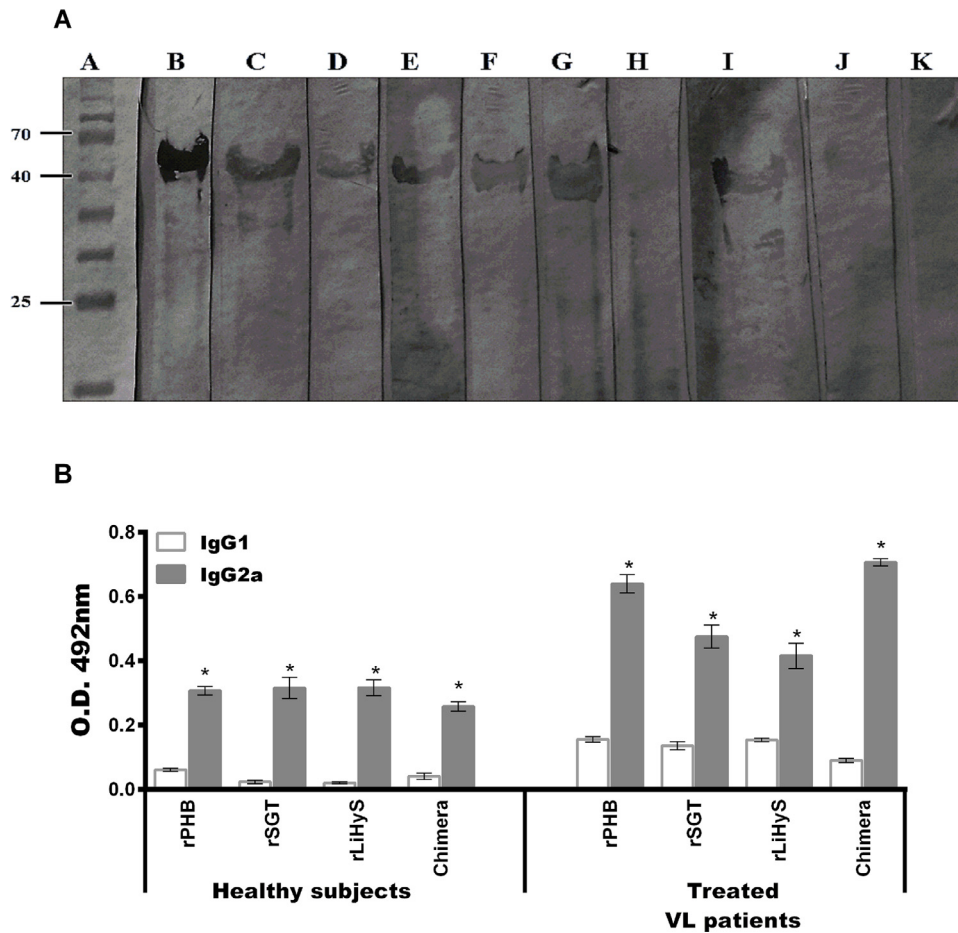 A
A B C D E F G H I J K
70
40
25
B
IgG1
IgG2a
O.D. 492nm
0.8
0.6
0.4
0.2
0.0
* * * * * * * *
rPHB rSGT rLiHyS Chimera rPHB rSGT rLiHyS Chimera
Healthy subjects Treated
VL patients